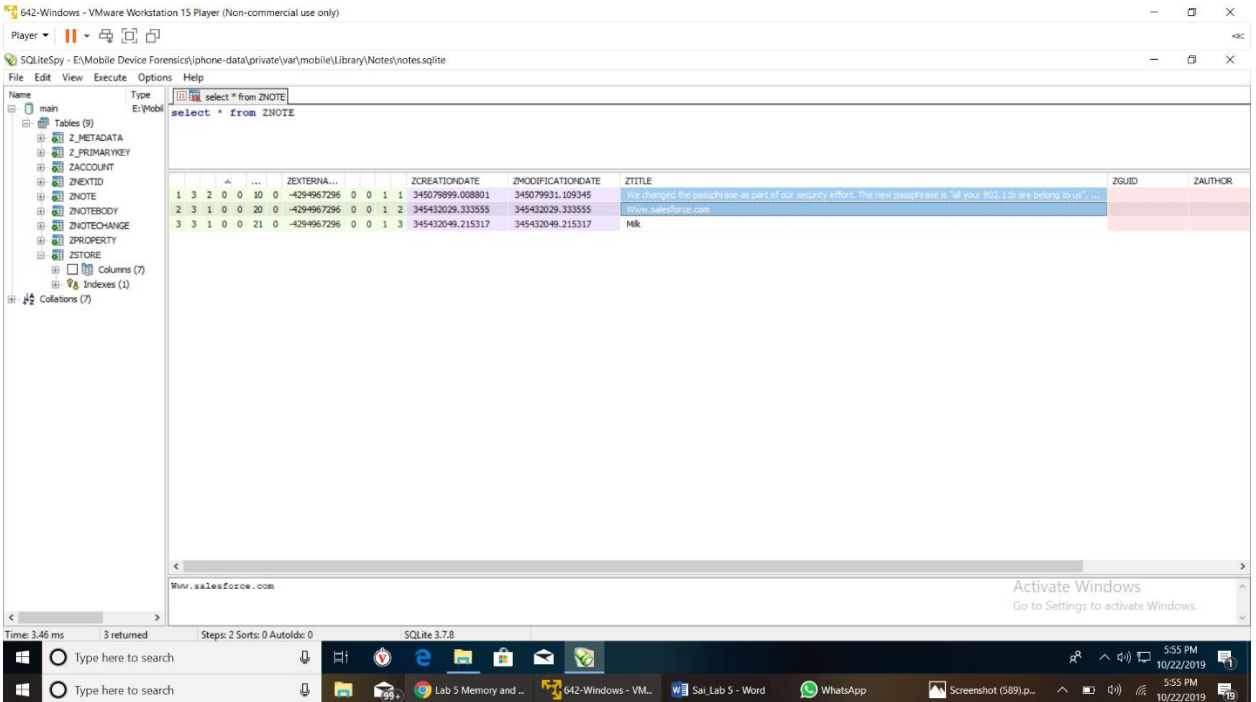 642-Windows - VMware Workstation 15 Player (Non-commercial use only)
Player
SQLiteSpy - E:\Mobile Device Forensics\iphone-data\private\var\mobile\Library\Notes\notes.sqlite
File Edit View Execute Options Help
Name Type
main E:\Mobil
Tables (9)
Z_METADATA
Z_PRIMARYKEY
ZACCOUNT
ZNEXTID
ZNOTE
ZNOTEBODY
ZNOTECHANGE
ZPROPERTY
ZSTORE
Columns (7)
Indexes (1)
Collations (7)
select * from ZNOTE
select * from ZNOTE
... ZEXTERNA... ZCREATIONDATE ZMODIFICATIONDATE ZTITLE ZGUID ZAUTHOR
1 3 2 0 0 10 0 -4294967296 0 0 1 1 345079899.008801 345079931.109345 We changed the passphrase as part of our security effort. The new passphrase is "all your 802.11b are belong to us", ...
2 3 1 0 0 20 0 -4294967296 0 0 1 2 345432029.333555 345432029.333555 Www.salesforce.com
3 3 1 0 0 21 0 -4294967296 0 0 1 3 345432049.215317 345432049.215317 Milk
Www.salesforce.com
Activate Windows
Go to Settings to activate Windows.
Time: 3.46 ms 3 returned Steps: 2 Sorts: 0 AutoIdx: 0 SQLite 3.7.8
Type here to search 5:55 PM
10/22/2019 1
Type here to search 99+ Lab 5 Memory and ... 642-Windows - VM... Sai_Lab 5 - Word WhatsApp Screenshot (589).p... 5:55 PM
10/22/2019 19